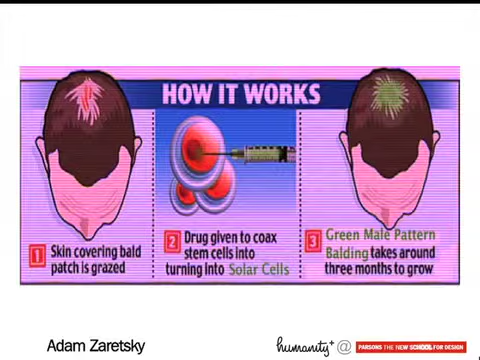 HOW IT WORKS
1 Skin covering bald
patch is grazed
2 Drug given to coax
stem cells into
turning into Solar Cells
3 Green Male Pattern
Balding takes around
three months to grow
Adam Zaretsky
humanity+ @ PARSONS THE NEW SCHOOL FOR DESIGN